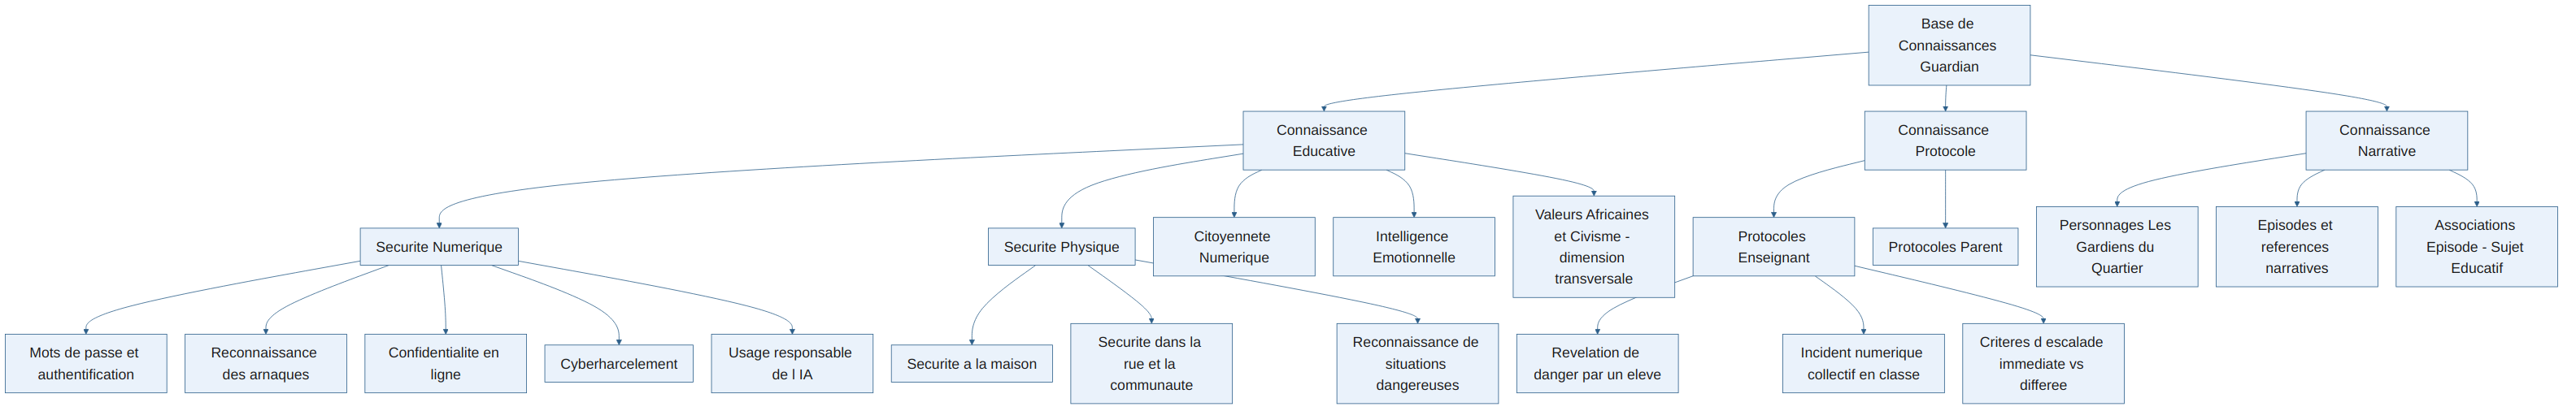 Base de
Connaissances
Guardian
Connaissance
Educative
Connaissance
Protocole
Connaissance
Narrative
Securite Numerique
Securite Physique
Citoyennete
Numerique
Intelligence
Emotionnelle
Valeurs Africaines
et Civisme -
dimension
transversale
Protocoles
Enseignant
Protocoles Parent
Personnages Les
Gardiens du
Quartier
Episodes et
references
narratives
Associations
Episode - Sujet
Educatif
Mots de passe et
authentification
Reconnaissance
des arnaques
Confidentialite en
ligne
Cyberharcelement
Usage responsable
de l IA
Securite a la maison
Securite dans la
rue et la
communaute
Reconnaissance de
situations
dangereuses
Revelation de
danger par un eleve
Incident numerique
collectif en classe
Criteres d escalade
immediate vs
differee